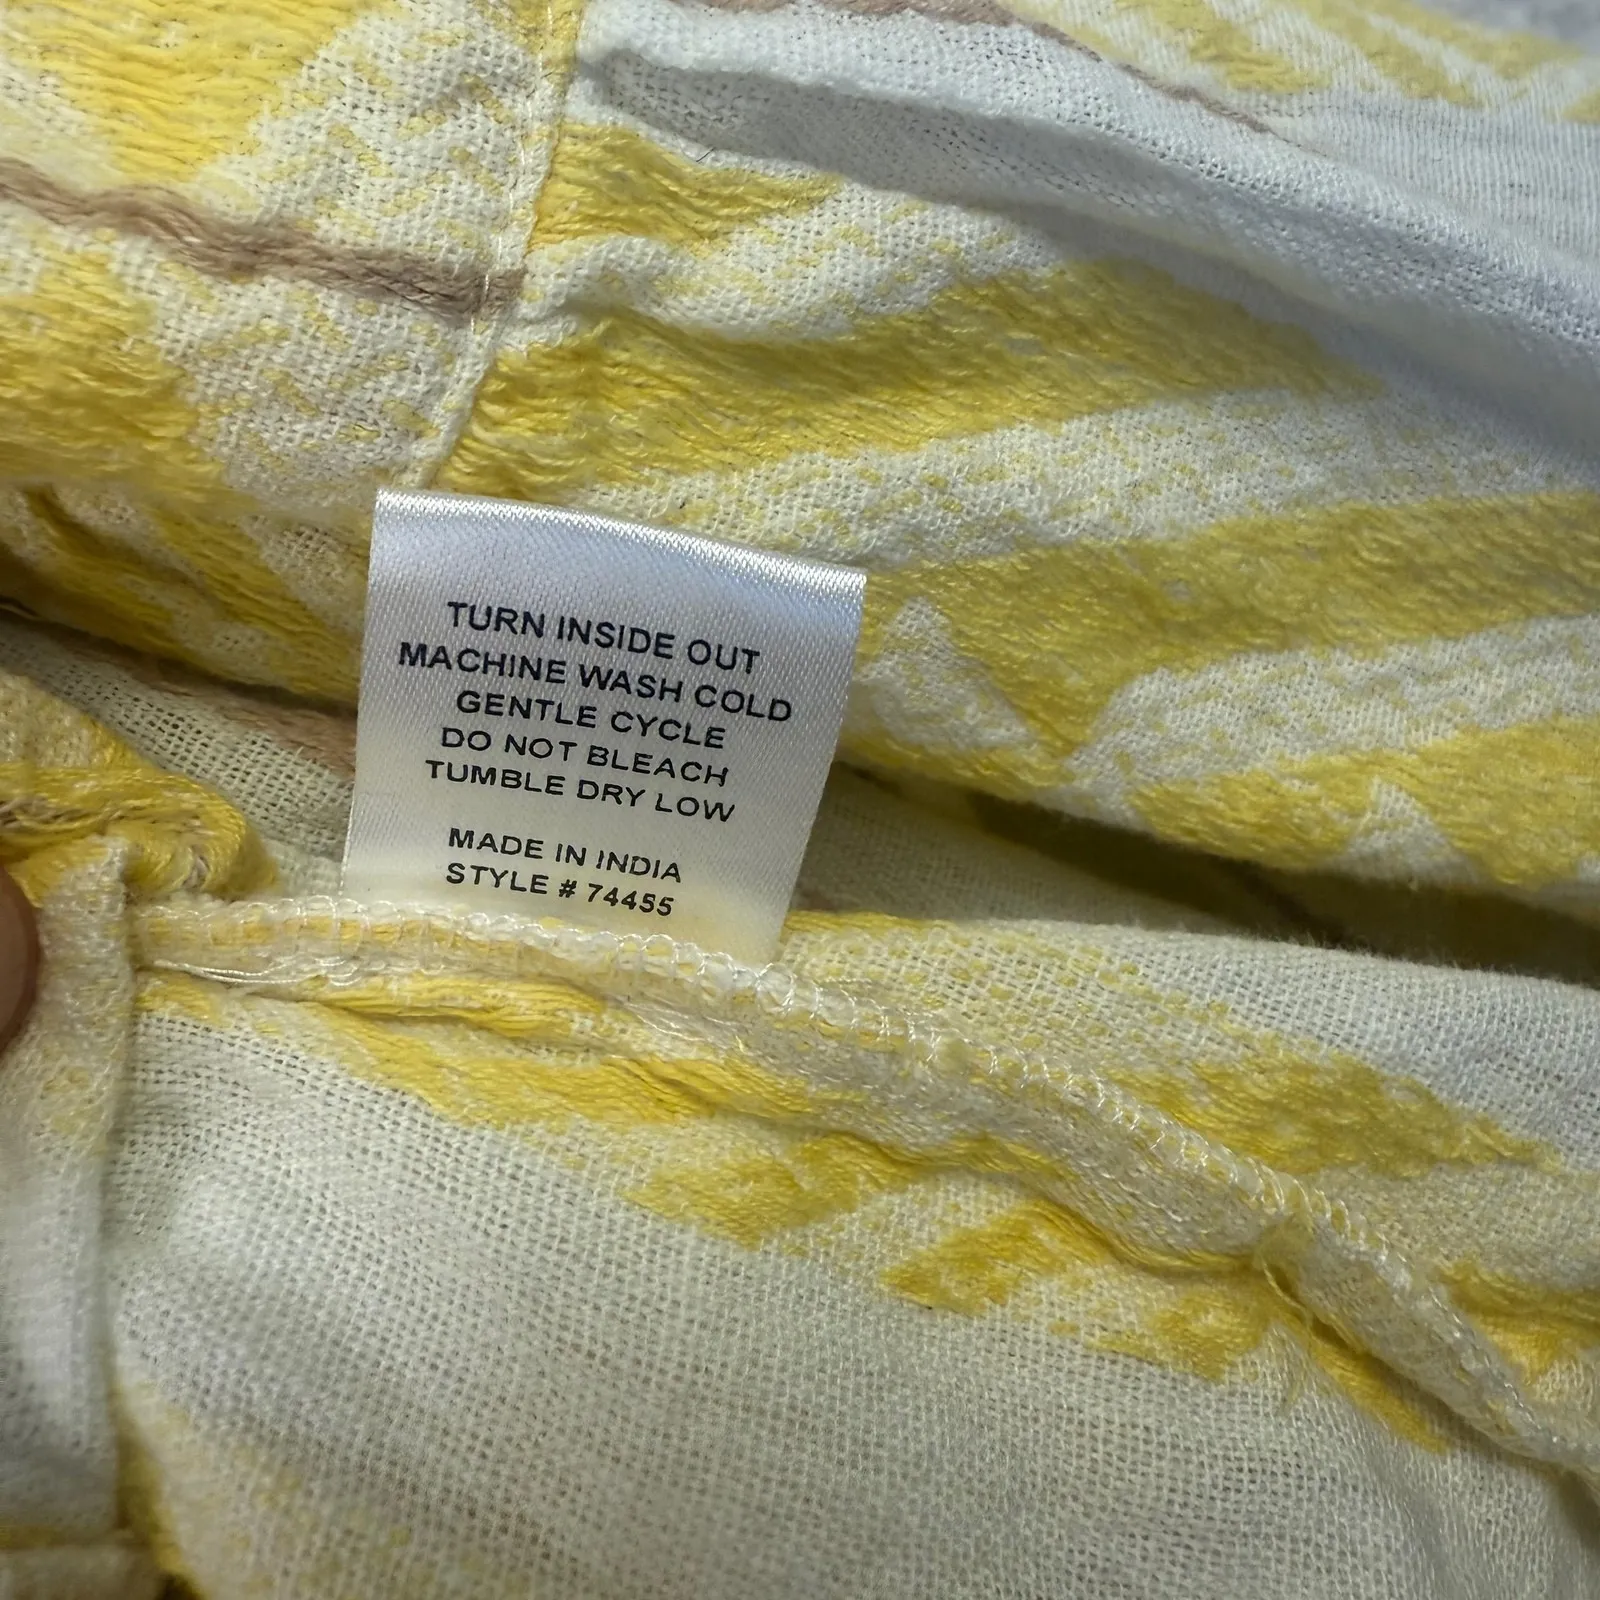 TURN INSIDE OUT
MACHINE WASH COLD
GENTLE CYCLE
DO NOT BLEACH
TUMBLE DRY LOW
MADE IN INDIA
STYLE # 74455